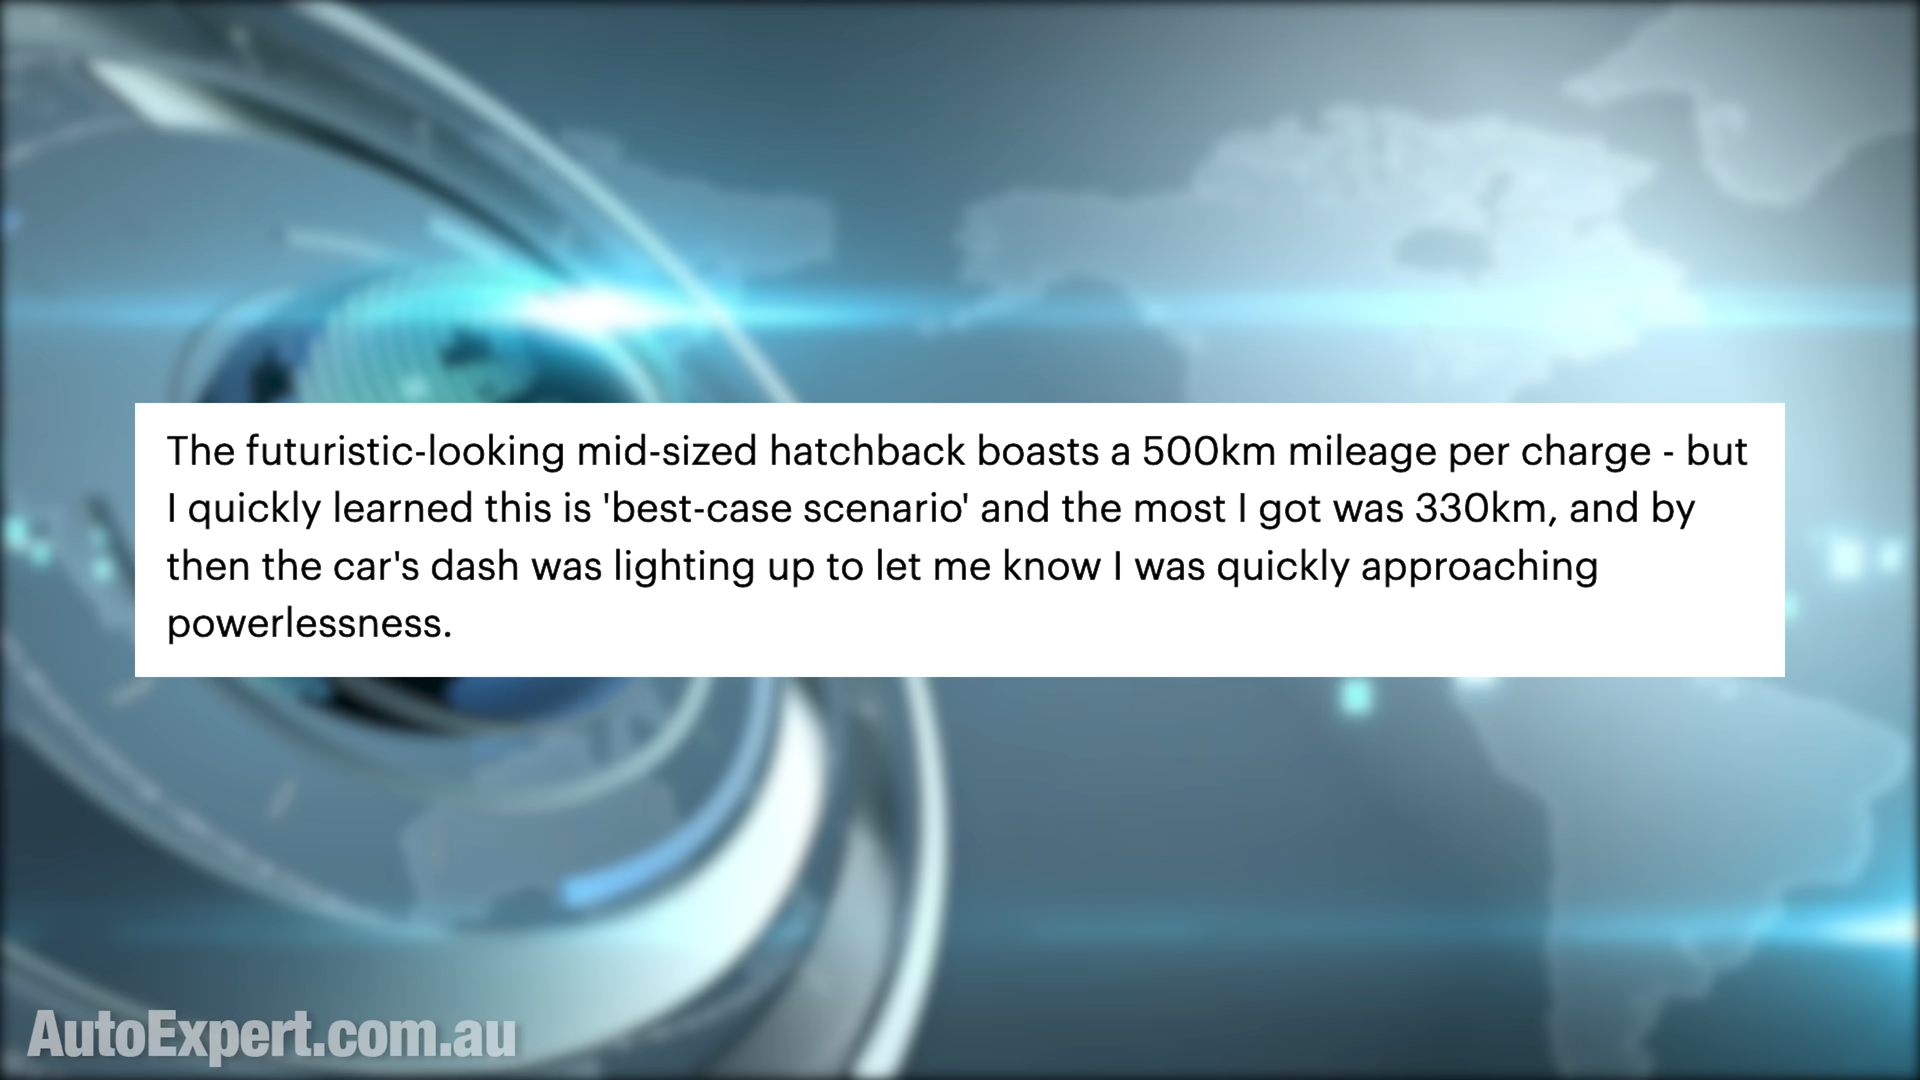 The futuristic-looking mid-sized hatchback boasts a 500km mileage per charge - but
I quickly learned this is 'best-case scenario' and the most I got was 330km, and by
then the car's dash was lighting up to let me know I was quickly approaching
powerlessness.
AutoExpert.com.au